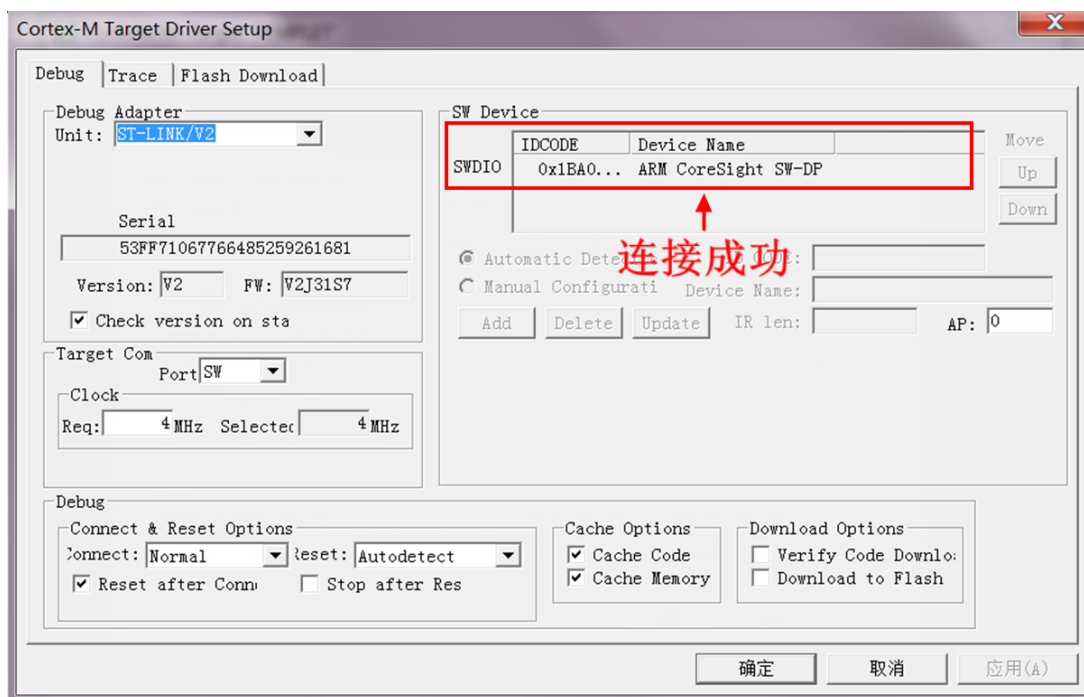 Cortex-M Target Driver Setup
Debug Trace Flash Download
Debug Adapter
Unit: ST-LINK/V2
Serial
53FF71067766485259261681
Version: V2 FW: V2J31S7
Check version on sta
Target Com
Port SW
Clock
Req: 4 MHz Selected 4 MHz
SW Device
IDCODE Device Name
SWDIO 0x1BA0... ARM CoreSight SW-DP
Move
Up
Down
连接成功
Automatic Detec
Manual Configurati Device Name:
Add Delete Update IR len: AP: 0
Debug
Connect & Reset Options
Connect: Normal Reset: Autodetect
Reset after Conn
Stop after Res
Cache Options
Cache Code
Cache Memory
Download Options
Verify Code Downlo
Download to Flash
确定 取消 应用(A)